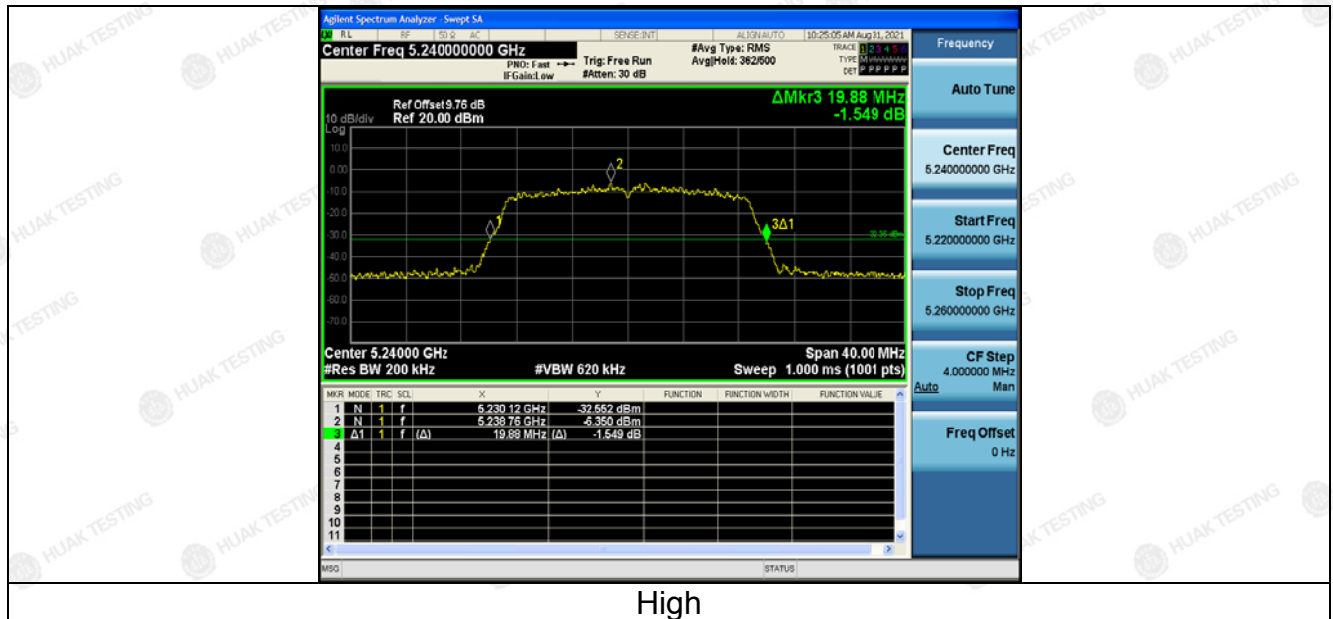 Agilent Spectrum Analyzer - Swept SA
RL RF 50 Ω AC SENSE:INT ALIGNAUTO 10:25:05 AM Aug 31, 2021
Center Freq 5.240000000 GHz
#Avg Type: RMS
TRACE 1 2 3 4 5 6
PNO: Fast Trig: Free Run Avg|Hold: 362/500
TYPE M
IFGain:Low #Atten: 30 dB
DET P P P P P P
ΔMkr3 19.88 MHz
-1.549 dB
Ref Offset 9.76 dB
10 dB/div Ref 20.00 dBm
Log
10.0
0.00
-10.0
-20.0
-30.0
-40.0
-50.0
-60.0
-70.0
1
2
3Δ1
Center 5.24000 GHz Span 40.00 MHz
#Res BW 200 kHz #VBW 620 kHz Sweep 1.000 ms (1001 pts)
MKR MODE TRC SCL X Y FUNCTION FUNCTION WIDTH FUNCTION VALUE
1 N 1 f 5.230 12 GHz -32.552 dBm
2 N 1 f 5.238 76 GHz -6.350 dBm
3 Δ1 1 f (Δ) 19.88 MHz (Δ) -1.549 dB
4
5
6
7
8
9
10
11
MSG STATUS
Frequency
Auto Tune
Center Freq
5.240000000 GHz
Start Freq
5.220000000 GHz
Stop Freq
5.260000000 GHz
CF Step
4.000000 MHz
Auto Man
Freq Offset
0 Hz
High
HUAK TESTING